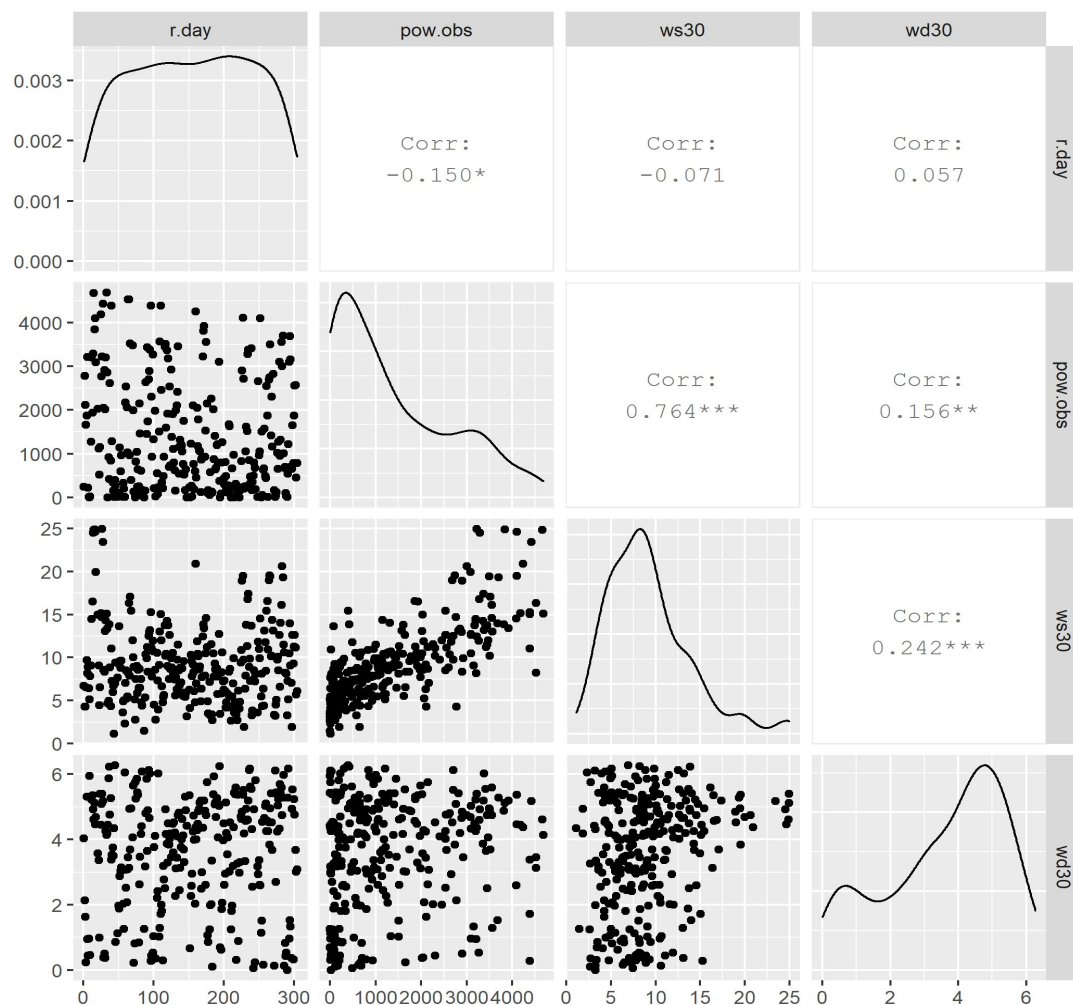 r.day pow.obs ws30 wd30
0.003
0.002
0.001
0.000
Corr:
-0.150*
Corr:
-0.071
Corr:
0.057
r.day
4000
3000
2000
1000
0
Corr:
0.764***
Corr:
0.156**
pow.obs
25
20
15
10
5
0
Corr:
0.242***
ws30
6
4
2
0
wd30
0 100 200 300
0 1000 2000 3000 4000
0 5 10 15 20 25
0 2 4 6